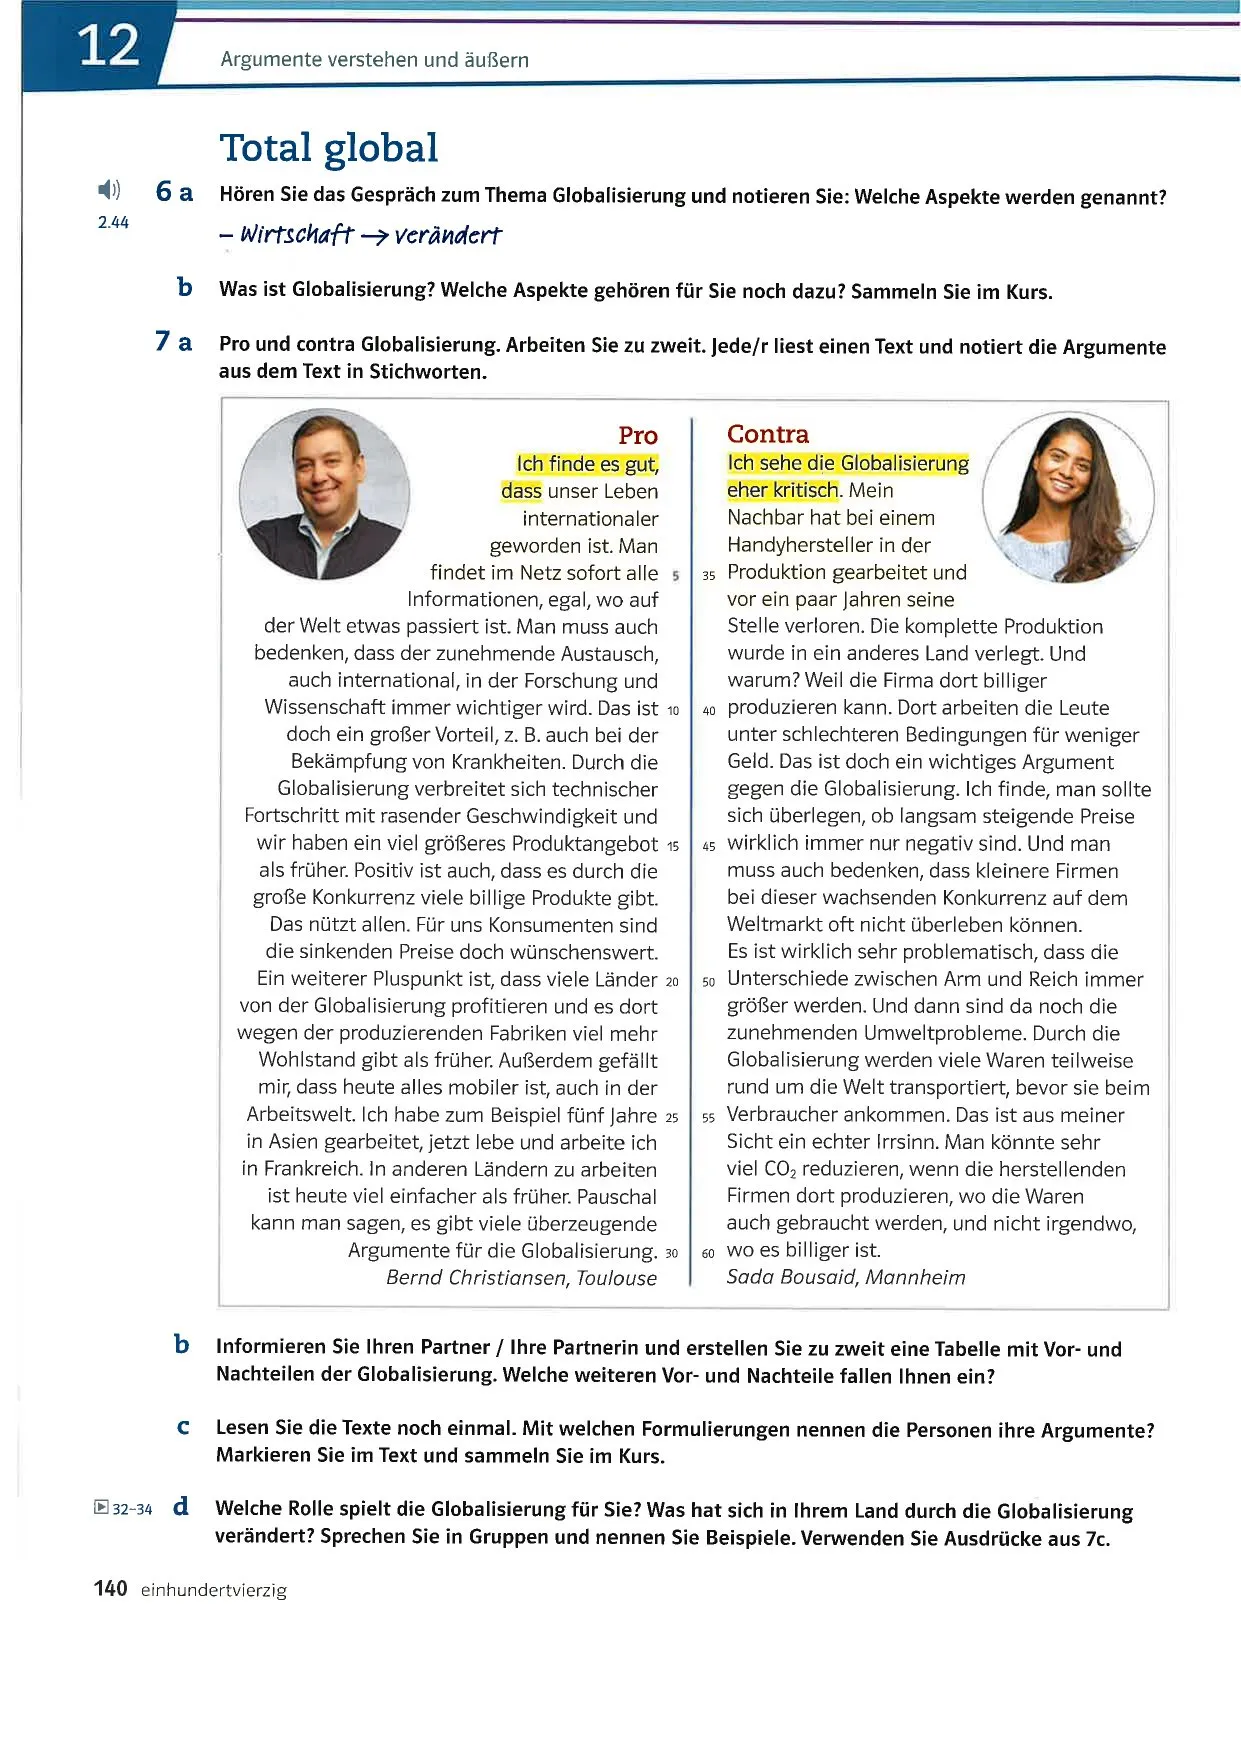 12
Argumente verstehen und äußern
Total global
6 a Hören Sie das Gespräch zum Thema Globalisierung und notieren Sie: Welche Aspekte werden genannt?
2.44
– Wirtschaft → verändert
b Was ist Globalisierung? Welche Aspekte gehören für Sie noch dazu? Sammeln Sie im Kurs.
7 a Pro und contra Globalisierung. Arbeiten Sie zu zweit. Jede/r liest einen Text und notiert die Argumente
aus dem Text in Stichworten.
Pro
Ich finde es gut,
dass unser Leben
internationaler
geworden ist. Man
findet im Netz sofort alle 5
Informationen, egal, wo auf
der Welt etwas passiert ist. Man muss auch
bedenken, dass der zunehmende Austausch,
auch international, in der Forschung und
Wissenschaft immer wichtiger wird. Das ist 10
doch ein großer Vorteil, z. B. auch bei der
Bekämpfung von Krankheiten. Durch die
Globalisierung verbreitet sich technischer
Fortschritt mit rasender Geschwindigkeit und
wir haben ein viel größeres Produktangebot 15
als früher. Positiv ist auch, dass es durch die
große Konkurrenz viele billige Produkte gibt.
Das nützt allen. Für uns Konsumenten sind
die sinkenden Preise doch wünschenswert.
Ein weiterer Pluspunkt ist, dass viele Länder 20
von der Globalisierung profitieren und es dort
wegen der produzierenden Fabriken viel mehr
Wohlstand gibt als früher. Außerdem gefällt
mir, dass heute alles mobiler ist, auch in der
Arbeitswelt. Ich habe zum Beispiel fünf Jahre 25
in Asien gearbeitet, jetzt lebe und arbeite ich
in Frankreich. In anderen Ländern zu arbeiten
ist heute viel einfacher als früher. Pauschal
kann man sagen, es gibt viele überzeugende
Argumente für die Globalisierung. 30
Bernd Christiansen, Toulouse
Contra
Ich sehe die Globalisierung
eher kritisch. Mein
Nachbar hat bei einem
Handyhersteller in der
35 Produktion gearbeitet und
vor ein paar Jahren seine
Stelle verloren. Die komplette Produktion
wurde in ein anderes Land verlegt. Und
warum? Weil die Firma dort billiger
40 produzieren kann. Dort arbeiten die Leute
unter schlechteren Bedingungen für weniger
Geld. Das ist doch ein wichtiges Argument
gegen die Globalisierung. Ich finde, man sollte
sich überlegen, ob langsam steigende Preise
45 wirklich immer nur negativ sind. Und man
muss auch bedenken, dass kleinere Firmen
bei dieser wachsenden Konkurrenz auf dem
Weltmarkt oft nicht überleben können.
Es ist wirklich sehr problematisch, dass die
50 Unterschiede zwischen Arm und Reich immer
größer werden. Und dann sind da noch die
zunehmenden Umweltprobleme. Durch die
Globalisierung werden viele Waren teilweise
rund um die Welt transportiert, bevor sie beim
55 Verbraucher ankommen. Das ist aus meiner
Sicht ein echter Irrsinn. Man könnte sehr
viel CO₂ reduzieren, wenn die herstellenden
Firmen dort produzieren, wo die Waren
auch gebraucht werden, und nicht irgendwo,
60 wo es billiger ist.
Sada Bousaid, Mannheim
b Informieren Sie Ihren Partner / Ihre Partnerin und erstellen Sie zu zweit eine Tabelle mit Vor- und
Nachteilen der Globalisierung. Welche weiteren Vor- und Nachteile fallen Ihnen ein?
c Lesen Sie die Texte noch einmal. Mit welchen Formulierungen nennen die Personen ihre Argumente?
Markieren Sie im Text und sammeln Sie im Kurs.
32–34 d Welche Rolle spielt die Globalisierung für Sie? Was hat sich in Ihrem Land durch die Globalisierung
verändert? Sprechen Sie in Gruppen und nennen Sie Beispiele. Verwenden Sie Ausdrücke aus 7c.
140 einhundertvierzig